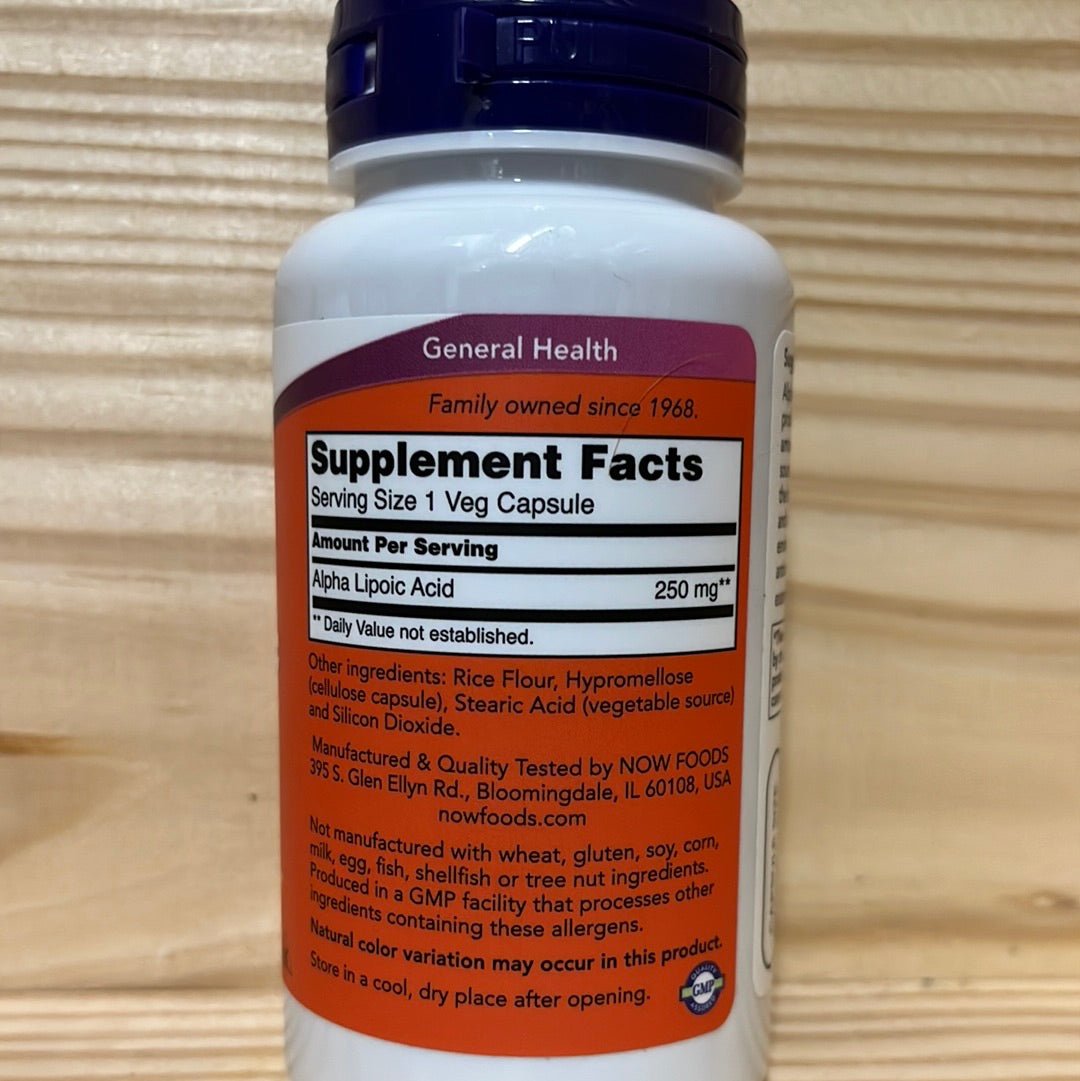 PULL
General Health
Family owned since 1968.
Supplement Facts
Serving Size 1 Veg Capsule
Amount Per Serving
Alpha Lipoic Acid 250 mg**
** Daily Value not established.
Other ingredients: Rice Flour, Hypromellose
(cellulose capsule), Stearic Acid (vegetable source)
and Silicon Dioxide.
Manufactured & Quality Tested by NOW FOODS
395 S. Glen Ellyn Rd., Bloomingdale, IL 60108, USA
nowfoods.com
Not manufactured with wheat, gluten, soy, corn,
milk, egg, fish, shellfish or tree nut ingredients.
Produced in a GMP facility that processes other
ingredients containing these allergens.
Natural color variation may occur in this product.
Store in a cool, dry place after opening.
QUALITY
GMP
ASSURED